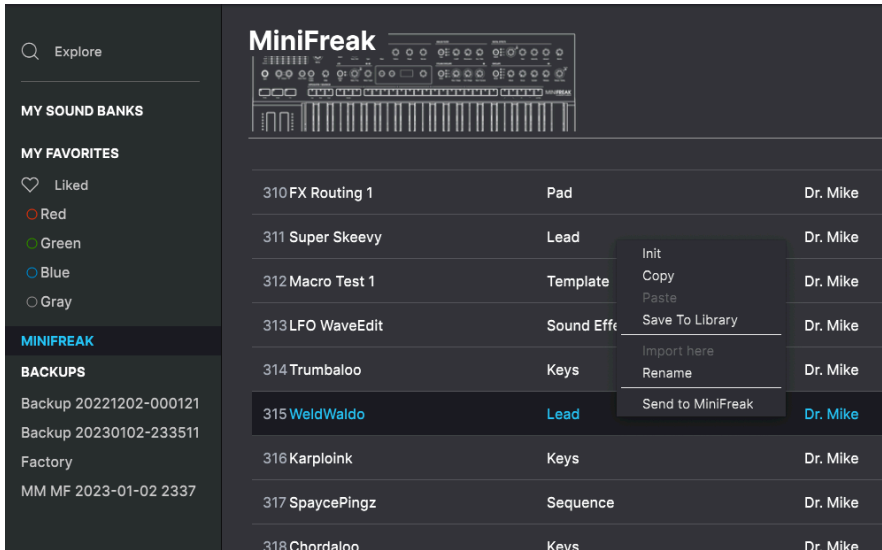 Explore
MY SOUND BANKS
MY FAVORITES
Liked
Red
Green
Blue
Gray
MINIFREAK
BACKUPS
Backup 20221202-000121
Backup 20230102-233511
Factory
MM MF 2023-01-02 2337
MiniFreak
MINIFREAK
310 FX Routing 1 Pad Dr. Mike
311 Super Skeevy Lead Dr. Mike
312 Macro Test 1 Template Dr. Mike
313 LFO WaveEdit Sound Effe Dr. Mike
314 Trumbaloo Keys Dr. Mike
315 WeldWaldo Lead Dr. Mike
316 Karploink Keys Dr. Mike
317 SpaycePingz Sequence Dr. Mike
318 Chordaloo Keys Dr. Mike
Init
Copy
Paste
Save To Library
Import here
Rename
Send to MiniFreak